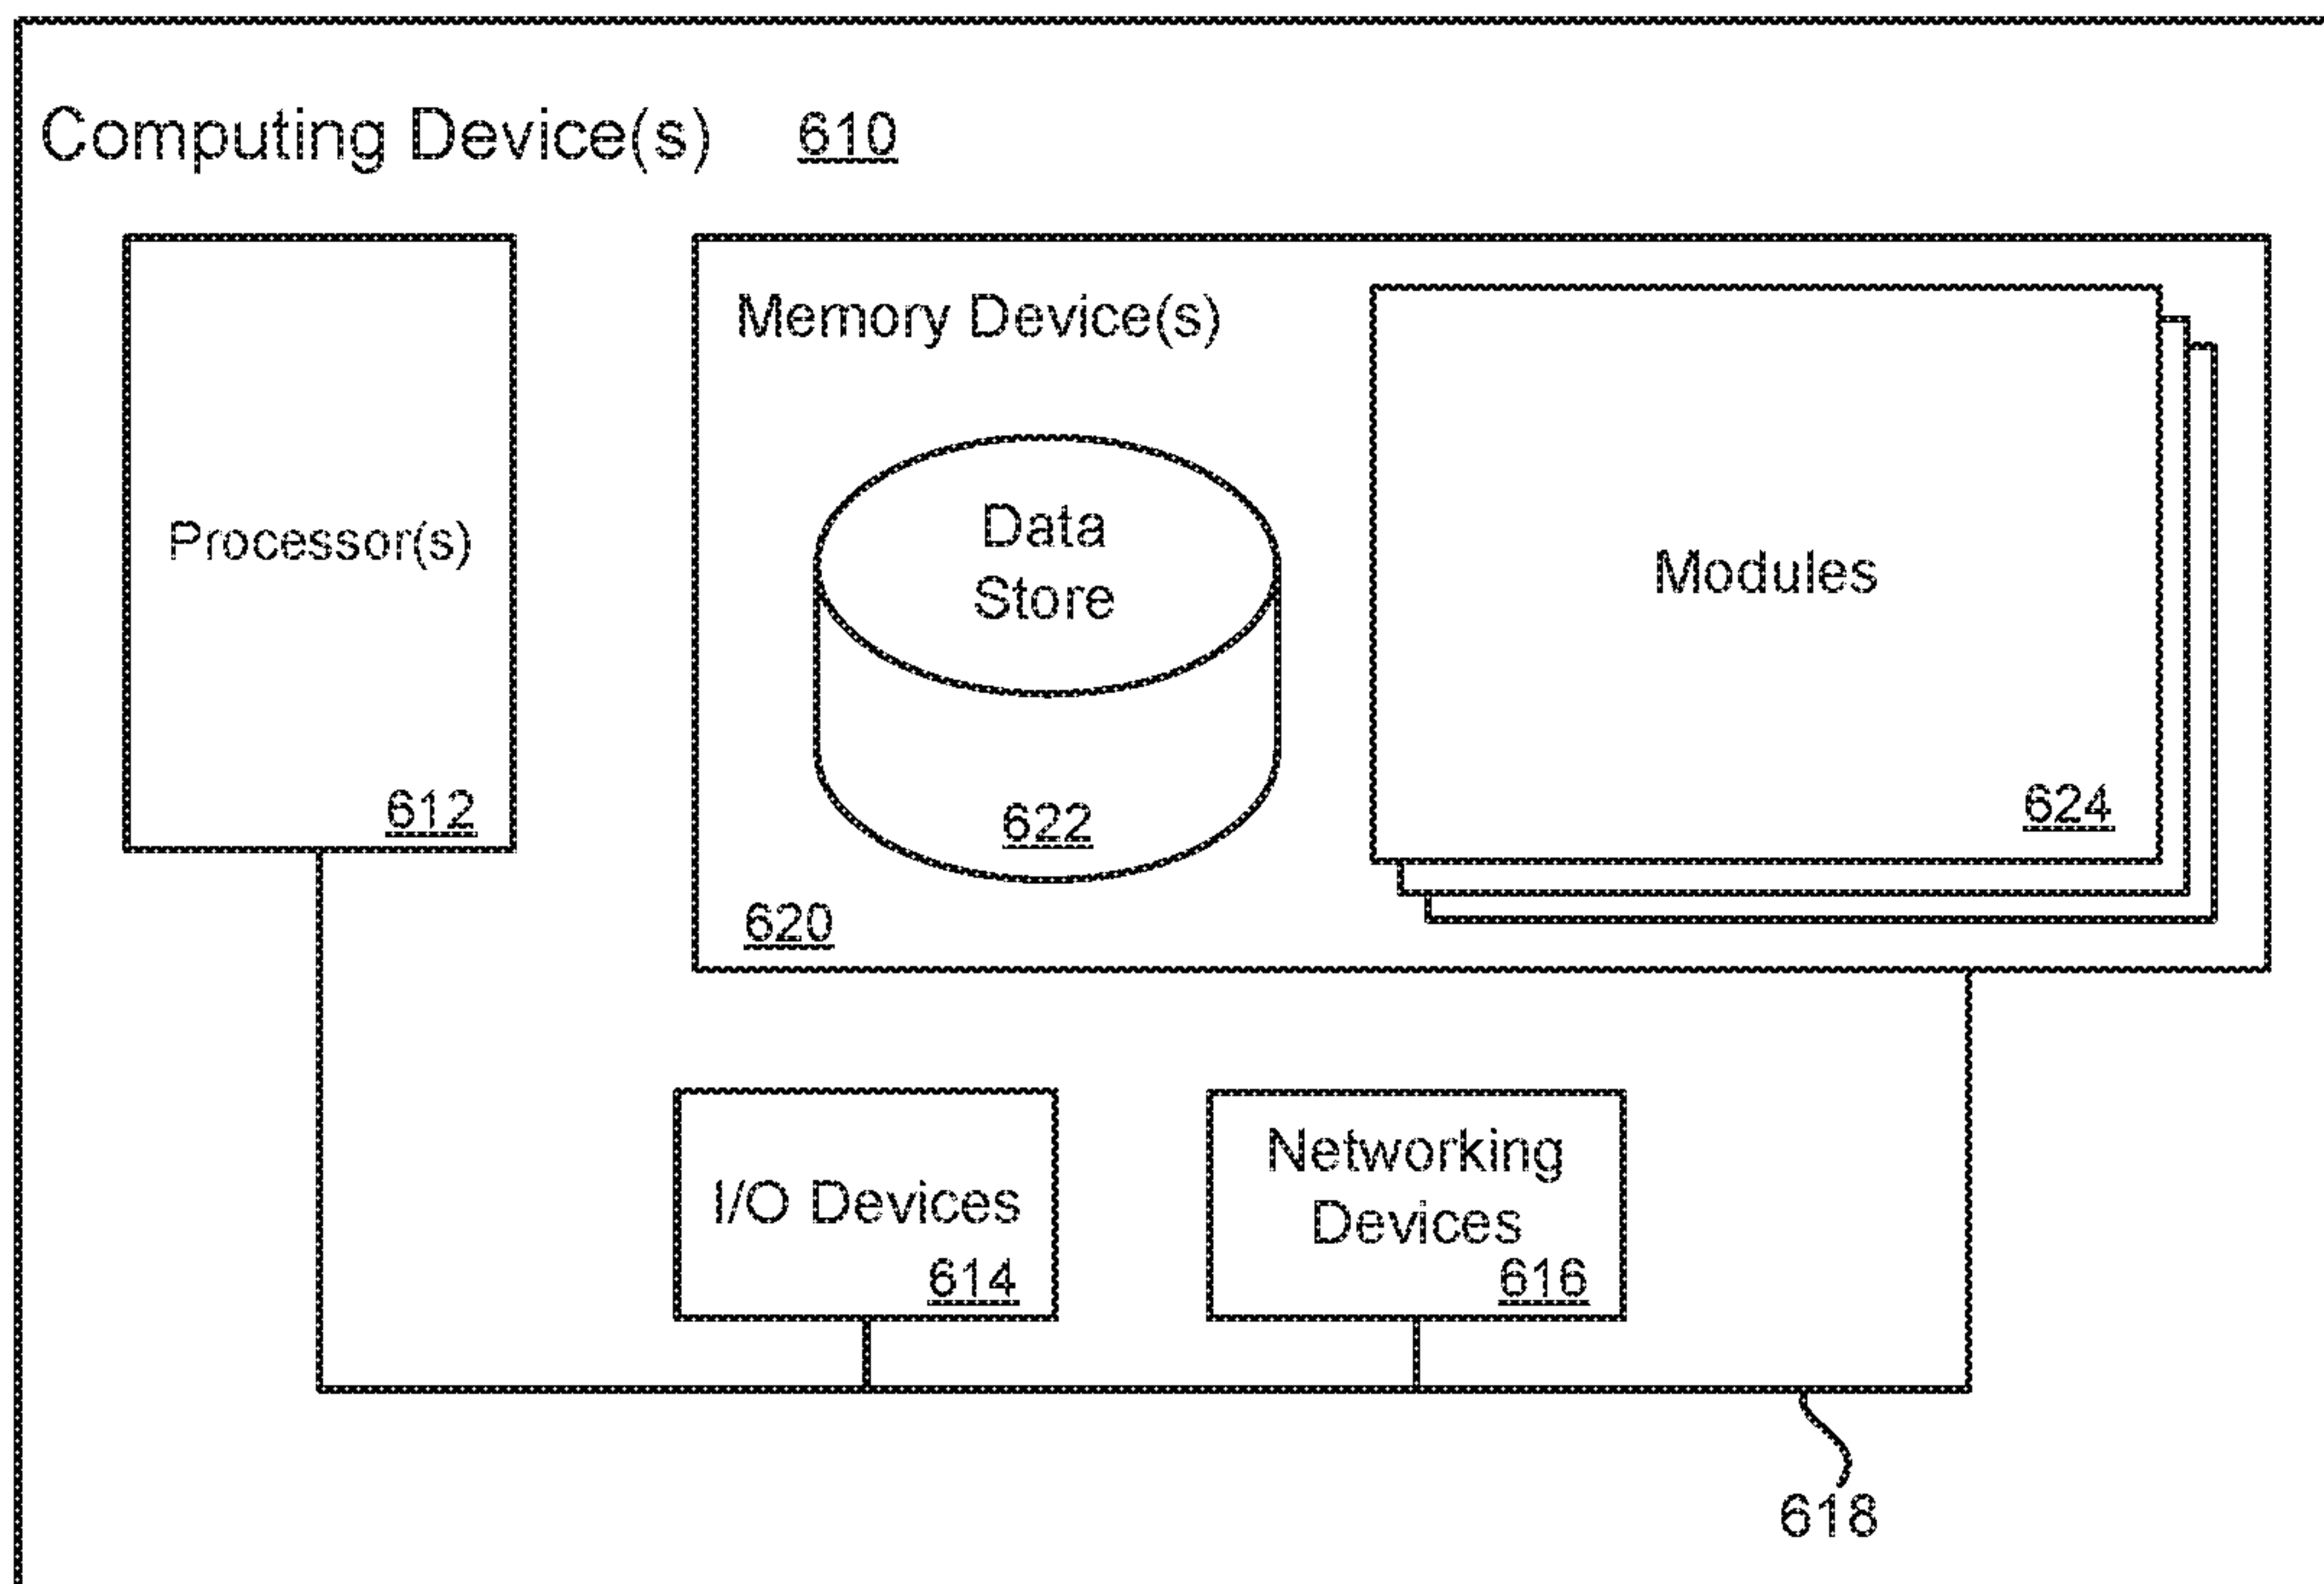 Computing Device(s) 610
Processor(s)
612
Memory Device(s)
Data
Store
622
620
Modules
624
I/O Devices
614
Networking
Devices
616
618